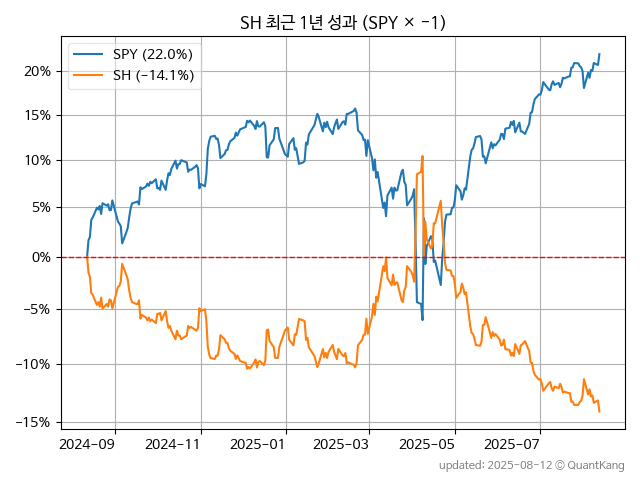 SH 최근 1년 성과 (SPY × −1)
SPY (22.0%)
SH (−14.1%)
20%
15%
10%
5%
0%
−5%
−10%
−15%
2024-09 2024-11 2025-01 2025-03 2025-05 2025-07
updated: 2025-08-12 © QuantKang